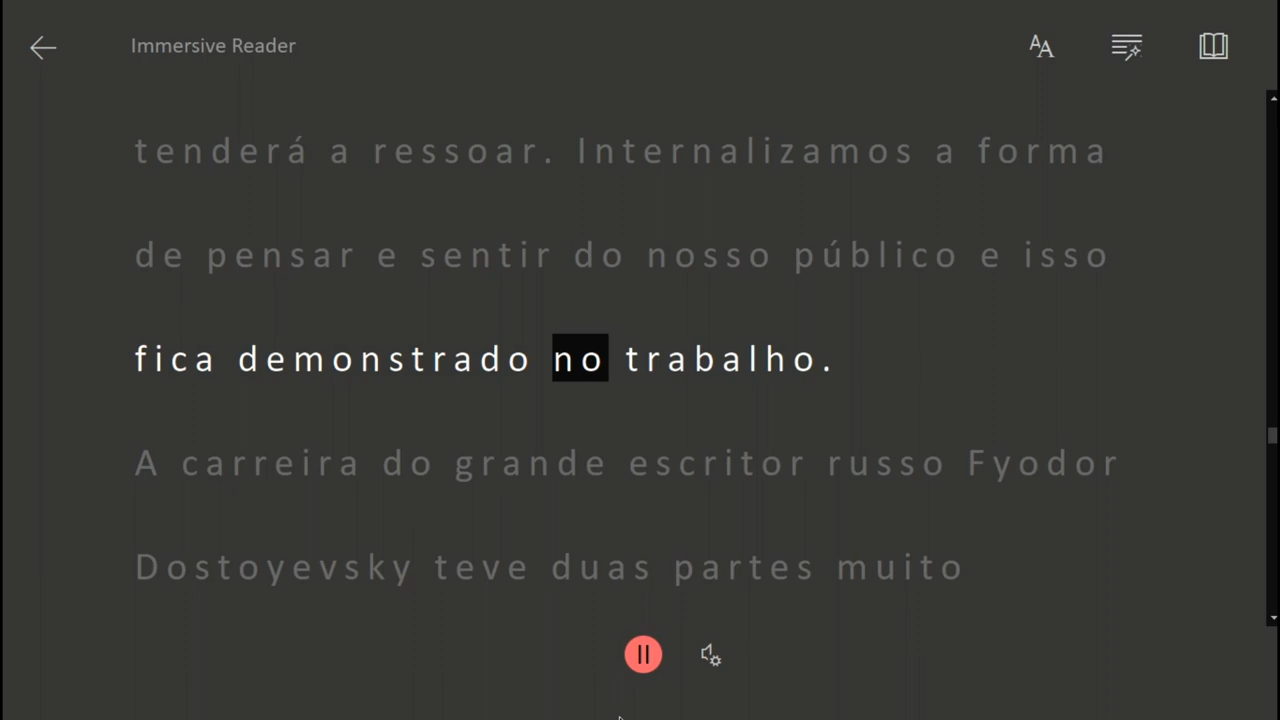 Immersive Reader
tenderá a ressoar. Internalizamos a forma
de pensar e sentir do nosso público e isso
fica demonstrado no trabalho.
A carreira do grande escritor russo Fyodor
Dostoyevsky teve duas partes muito